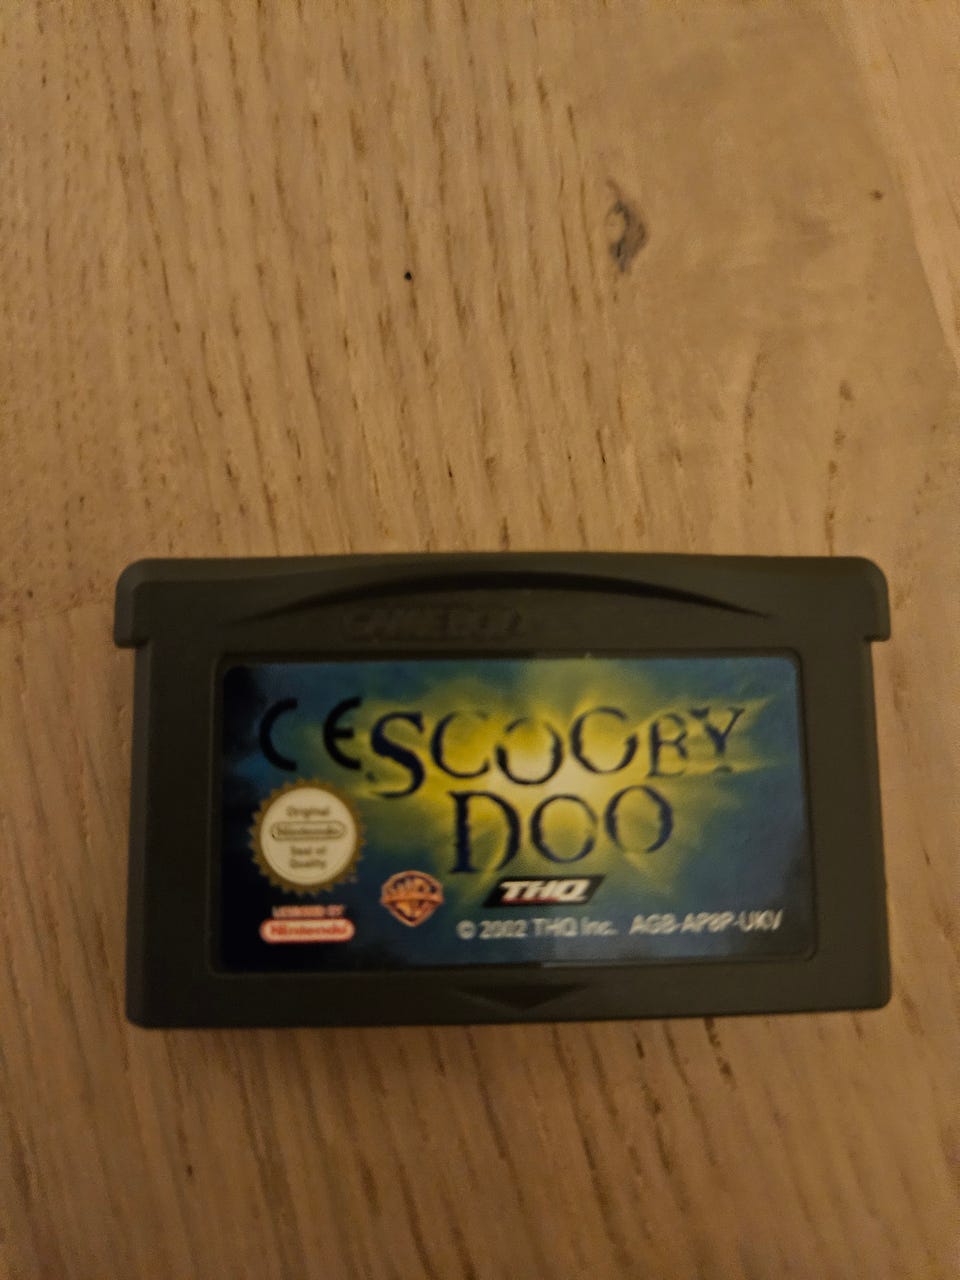 GAME BOY
CE
SCOOBY
DOO
Original
Nintendo
Seal of
Quality
LICENSED BY
Nintendo
THQ
© 2002 THQ Inc. AGB-AP8P-UKV